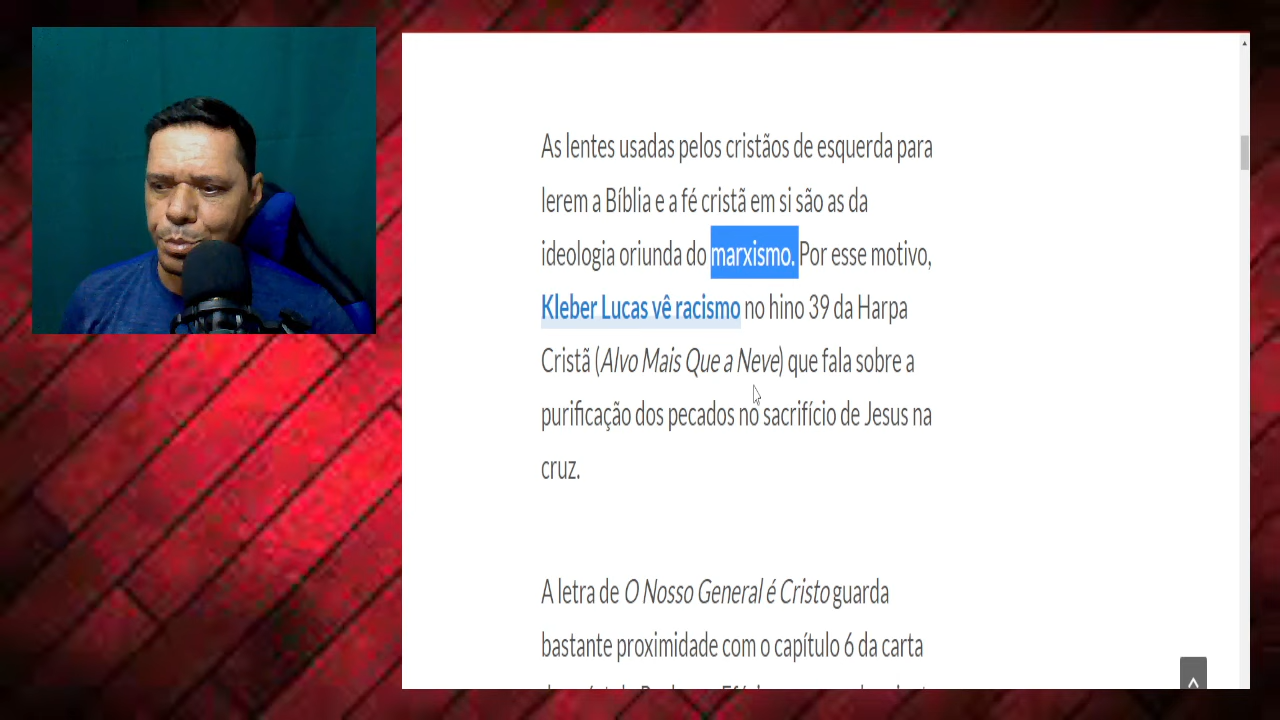 As lentes usadas pelos cristãos de esquerda para
lerem a Bíblia e a fé cristã em si são as da
ideologia oriunda do marxismo. Por esse motivo,
Kleber Lucas vê racismo no hino 39 da Harpa
Cristã (Alvo Mais Que a Neve) que fala sobre a
purificação dos pecados no sacrifício de Jesus na
cruz.
A letra de O Nosso General é Cristo guarda
bastante proximidade com o capítulo 6 da carta